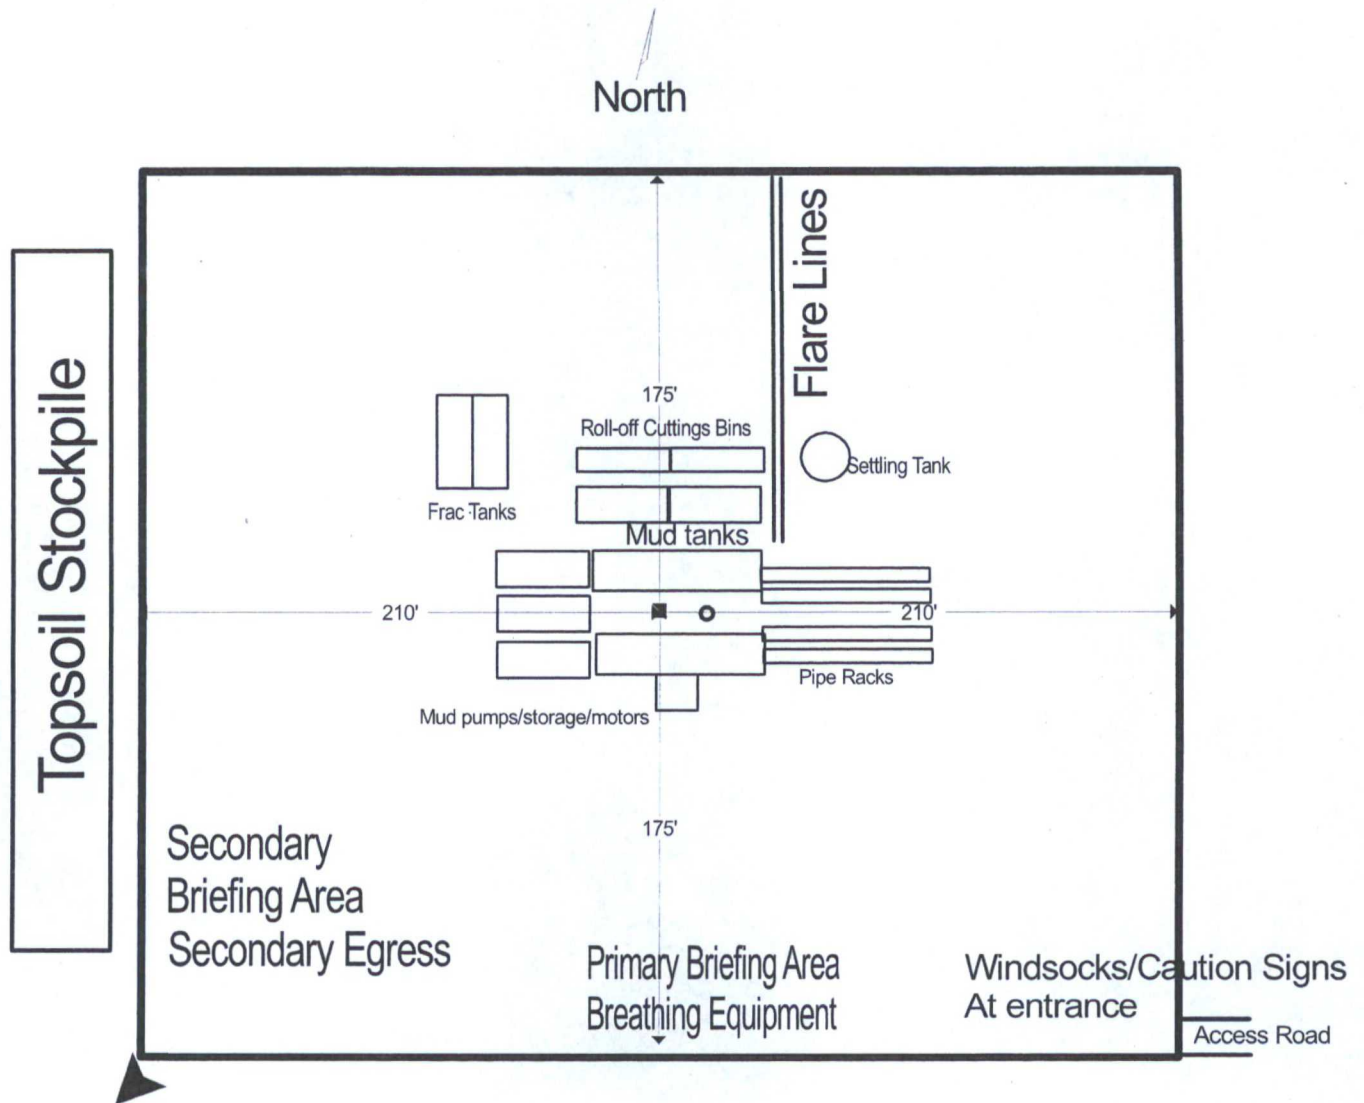 North
Topsoil Stockpile
Flare Lines
175'
Roll-off Cuttings Bins
Settling Tank
Frac Tanks
Mud tanks
210'
210'
Pipe Racks
Mud pumps/storage/motors
175'
Secondary
Briefing Area
Secondary Egress
Primary Briefing Area
Breathing Equipment
Windsocks/Caution Signs
At entrance
Access Road